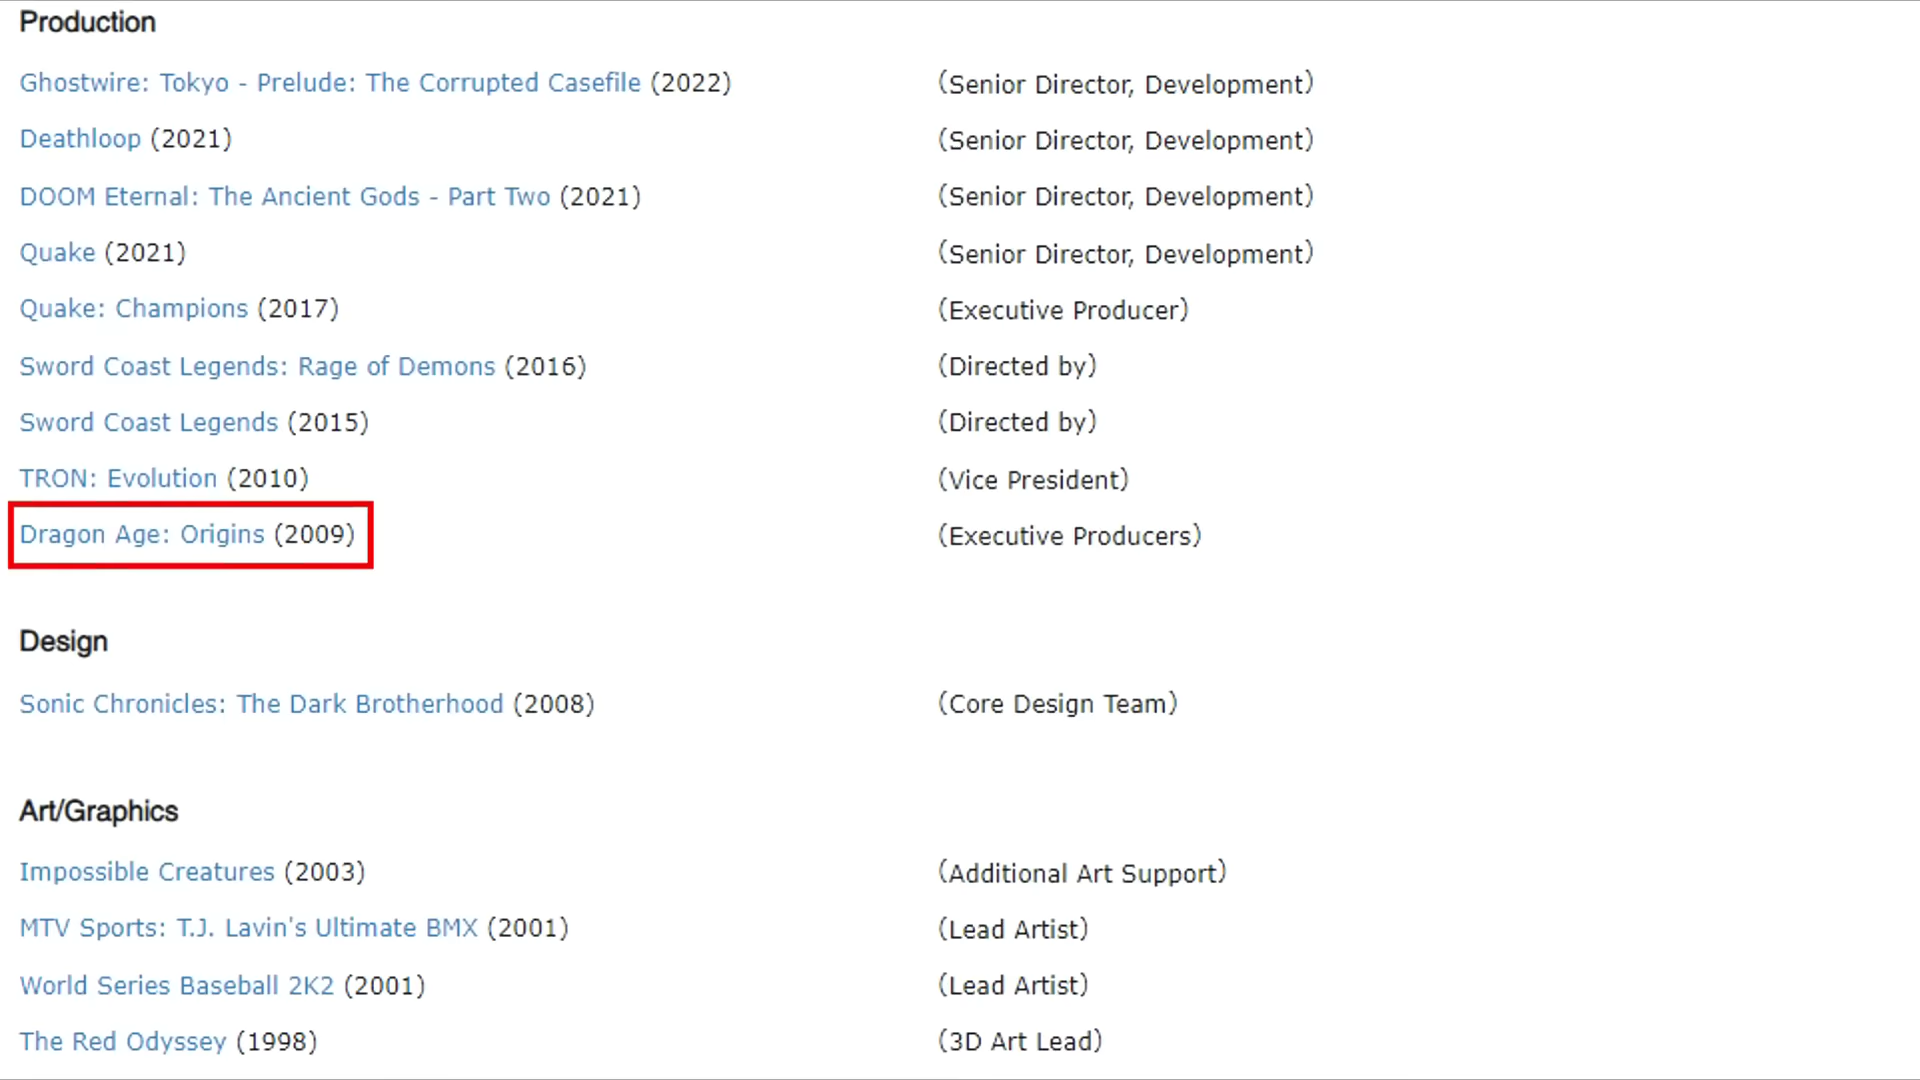 Production
Ghostwire: Tokyo - Prelude: The Corrupted Casefile (2022) (Senior Director, Development)
Deathloop (2021) (Senior Director, Development)
DOOM Eternal: The Ancient Gods - Part Two (2021) (Senior Director, Development)
Quake (2021) (Senior Director, Development)
Quake: Champions (2017) (Executive Producer)
Sword Coast Legends: Rage of Demons (2016) (Directed by)
Sword Coast Legends (2015) (Directed by)
TRON: Evolution (2010) (Vice President)
Dragon Age: Origins (2009) (Executive Producers)
Design
Sonic Chronicles: The Dark Brotherhood (2008) (Core Design Team)
Art/Graphics
Impossible Creatures (2003) (Additional Art Support)
MTV Sports: T.J. Lavin's Ultimate BMX (2001) (Lead Artist)
World Series Baseball 2K2 (2001) (Lead Artist)
The Red Odyssey (1998) (3D Art Lead)